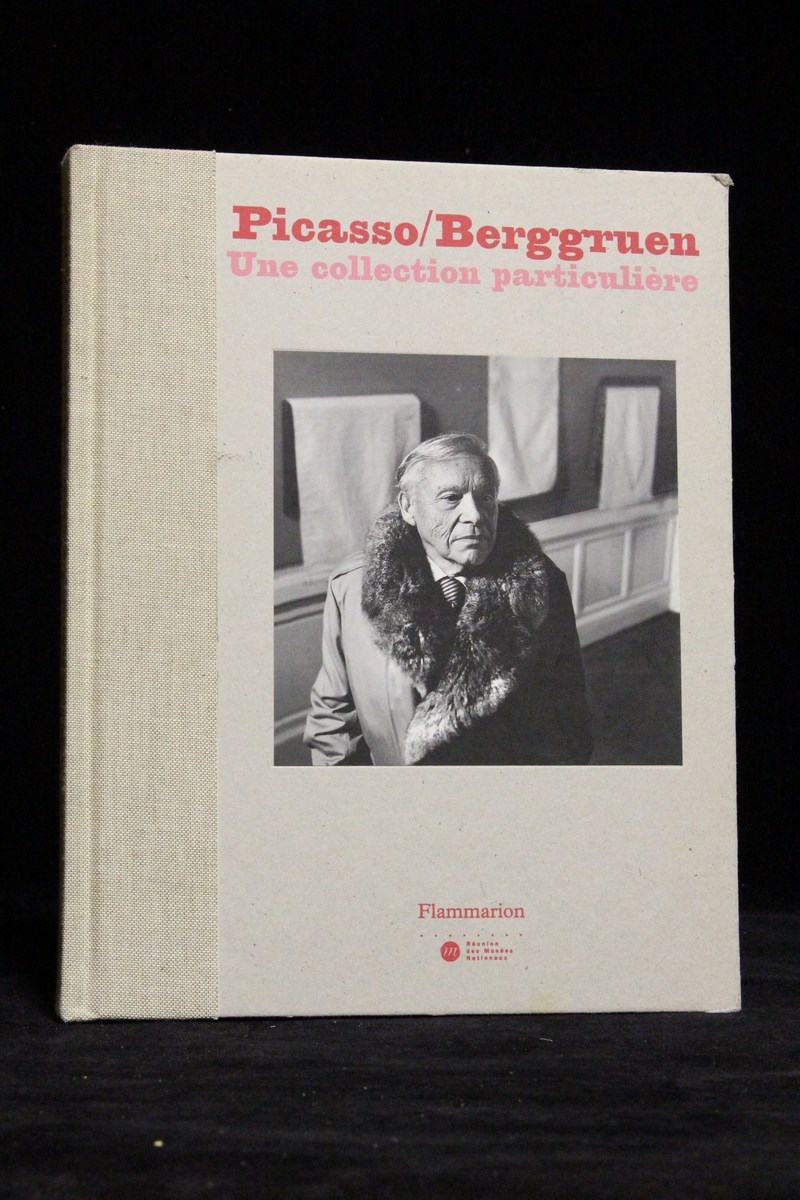 Picasso/Berggruen
Une collection particulière
Flammarion
m
Réunion
des Musées
Nationaux